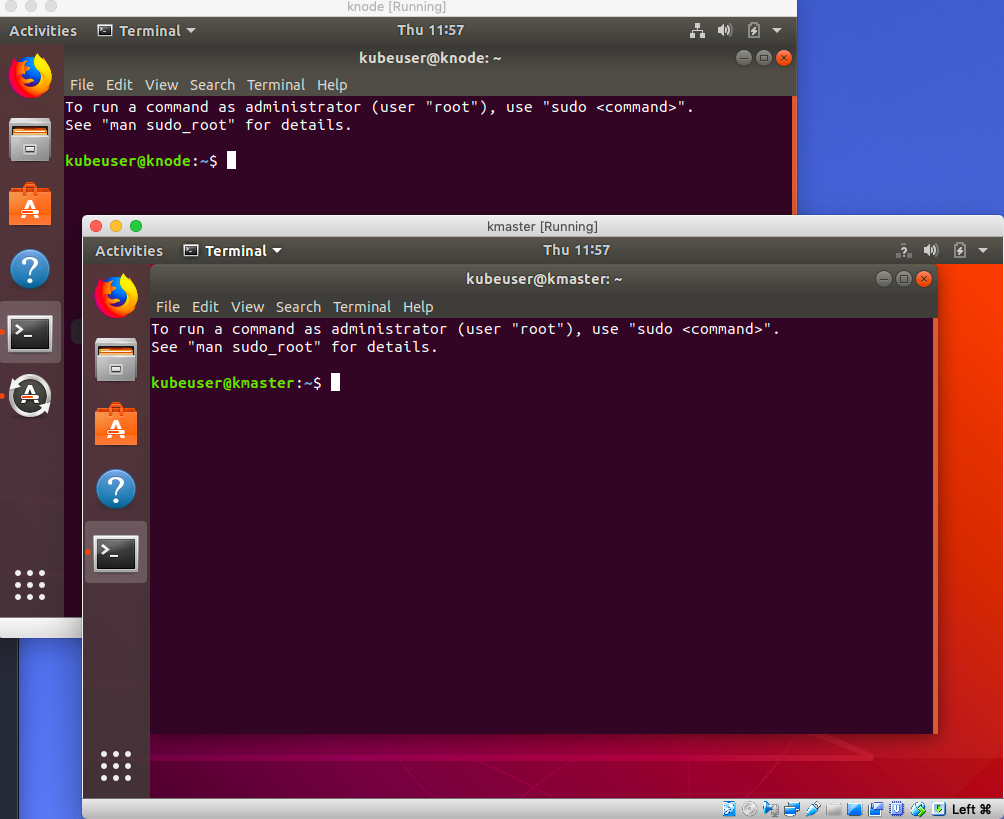 knode [Running]
Activities Terminal Thu 11:57
kubeuser@knode: ~
File Edit View Search Terminal Help
To run a command as administrator (user "root"), use "sudo <command>".
See "man sudo_root" for details.
kubeuser@knode:~$
kmaster [Running]
Activities Terminal Thu 11:57
kubeuser@kmaster: ~
File Edit View Search Terminal Help
To run a command as administrator (user "root"), use "sudo <command>".
See "man sudo_root" for details.
kubeuser@kmaster:~$
Left ⌘